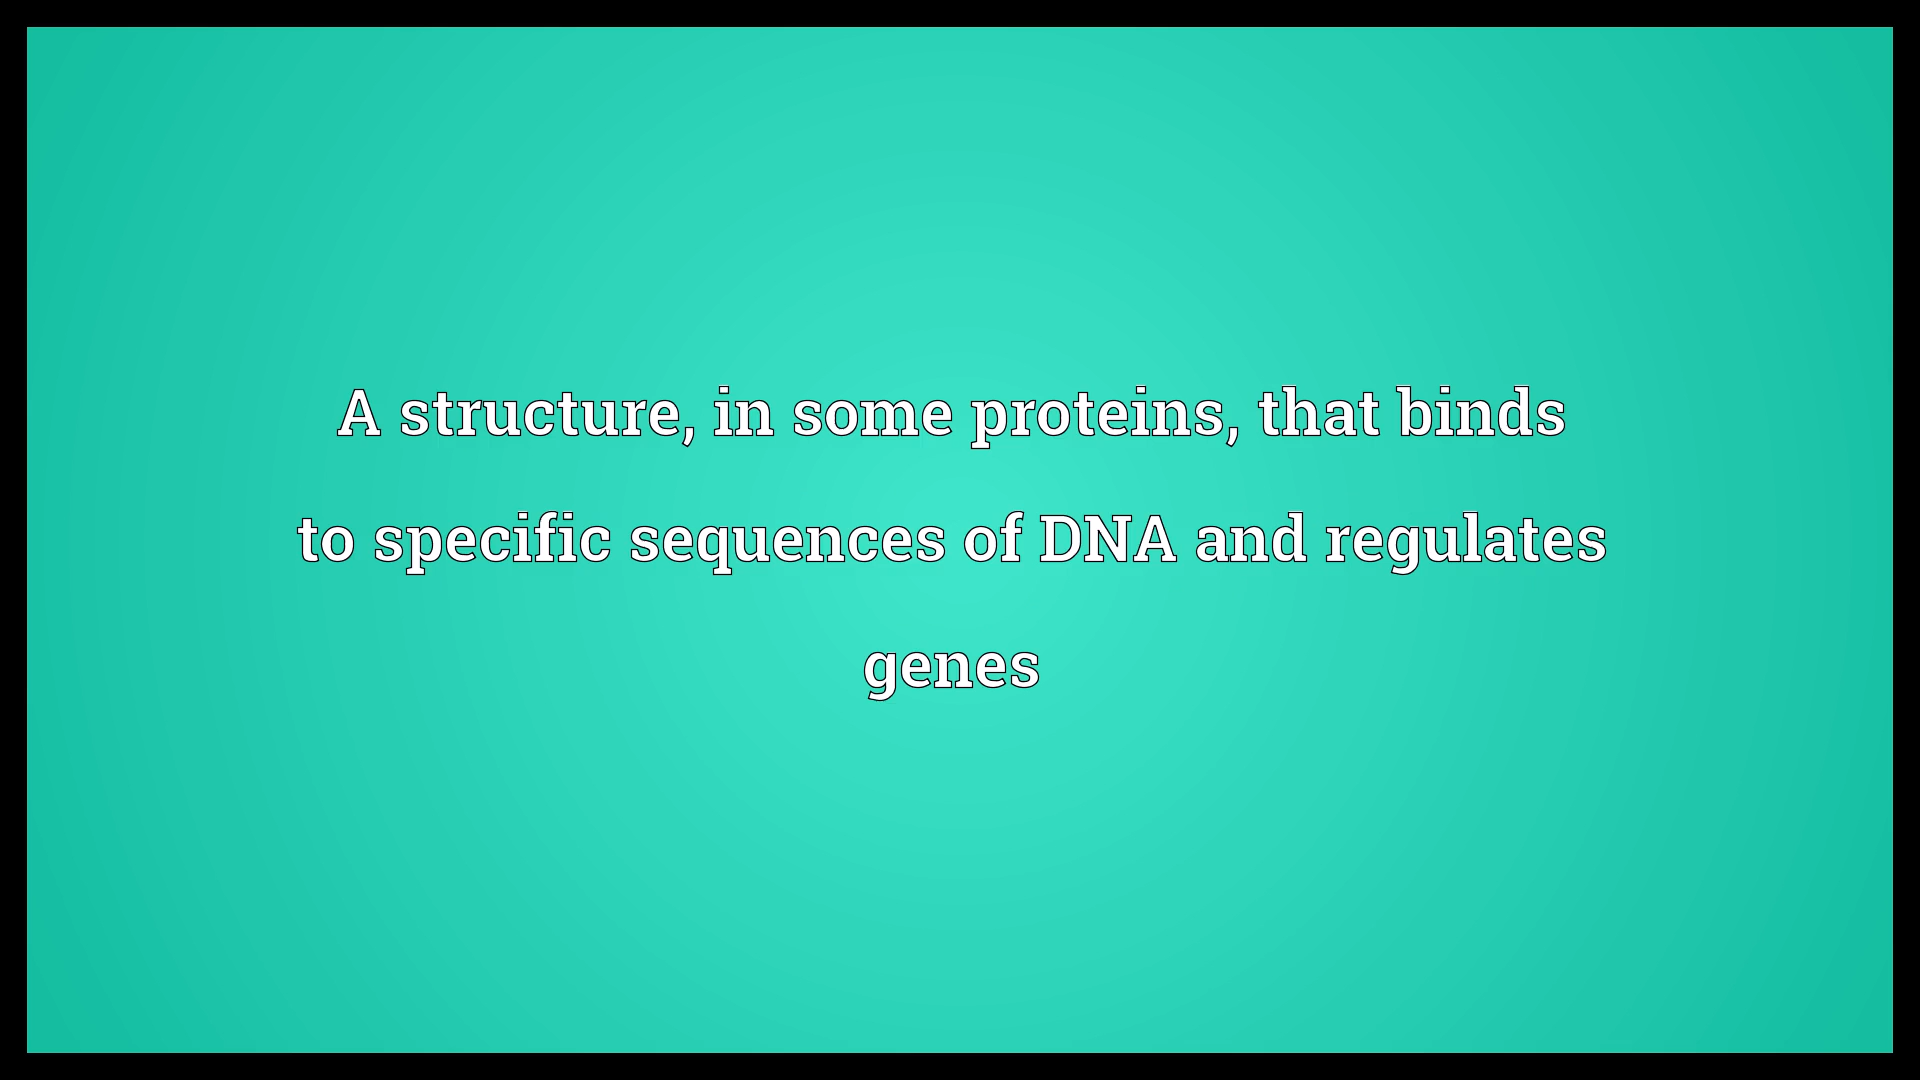 A structure, in some proteins, that binds
to specific sequences of DNA and regulates
genes